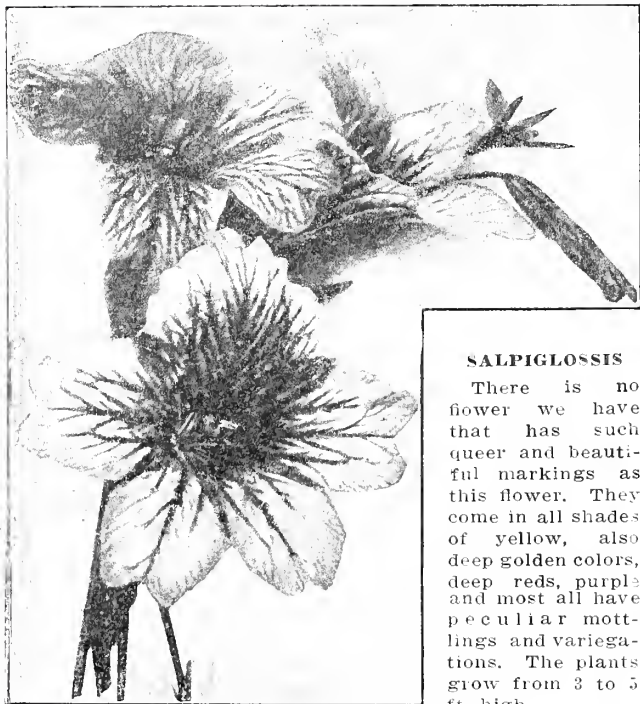 SALPIGLOSSIS
There is no
flower we have
that has such
queer and beauti-
ful markings as
this flower. They
come in all shades
of yellow, also
deep golden colors,
deep reds, purple
and most all have
peculiar mott-
lings and variega-
tions. The plants
grow from 3 to 5
ft. high